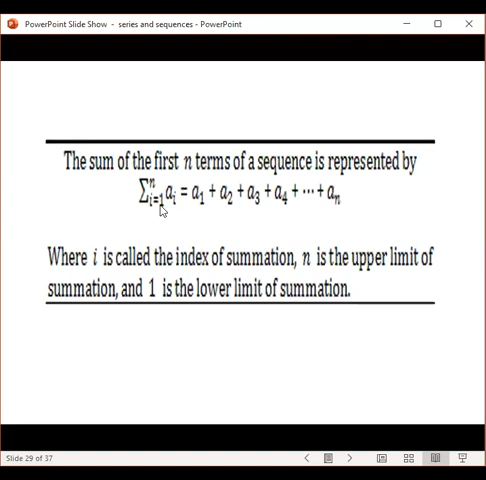 PowerPoint Slide Show - series and sequences - PowerPoint
The sum of the first n terms of a sequence is represented by
∑ⁿᵢ₌₁ aᵢ = a₁ + a₂ + a₃ + a₄ + ⋯ + aₙ
Where i is called the index of summation, n is the upper limit of
summation, and 1 is the lower limit of summation.
Slide 29 of 37